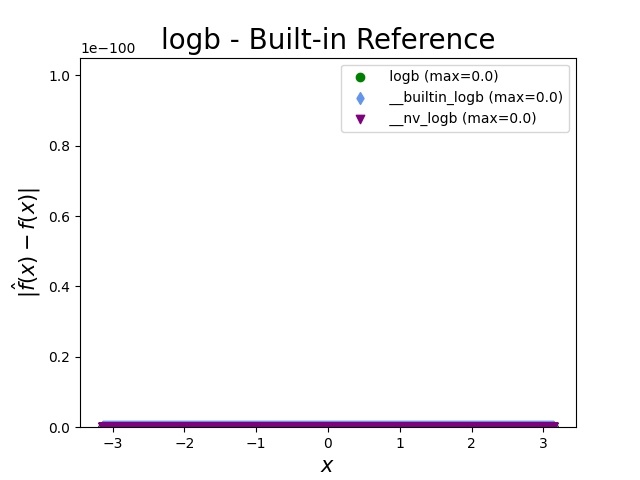 logb - Built-in Reference
1e−100
1.0
0.8
0.6
0.4
0.2
0.0
|f̂(x) − f(x)|
logb (max=0.0)
__builtin_logb (max=0.0)
__nv_logb (max=0.0)
−3
−2
−1
0
1
2
3
x